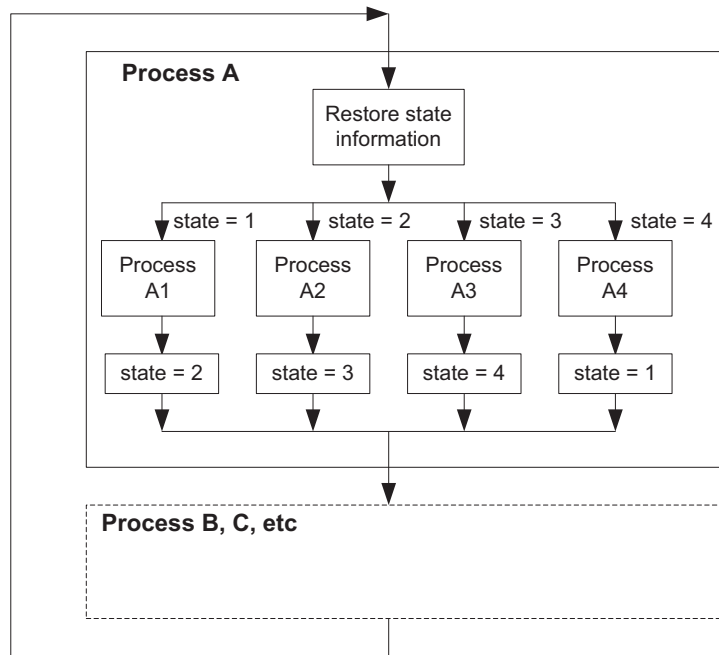 Process A
Restore state
information
state = 1
state = 2
state = 3
state = 4
Process
A1
Process
A2
Process
A3
Process
A4
state = 2
state = 3
state = 4
state = 1
Process B, C, etc